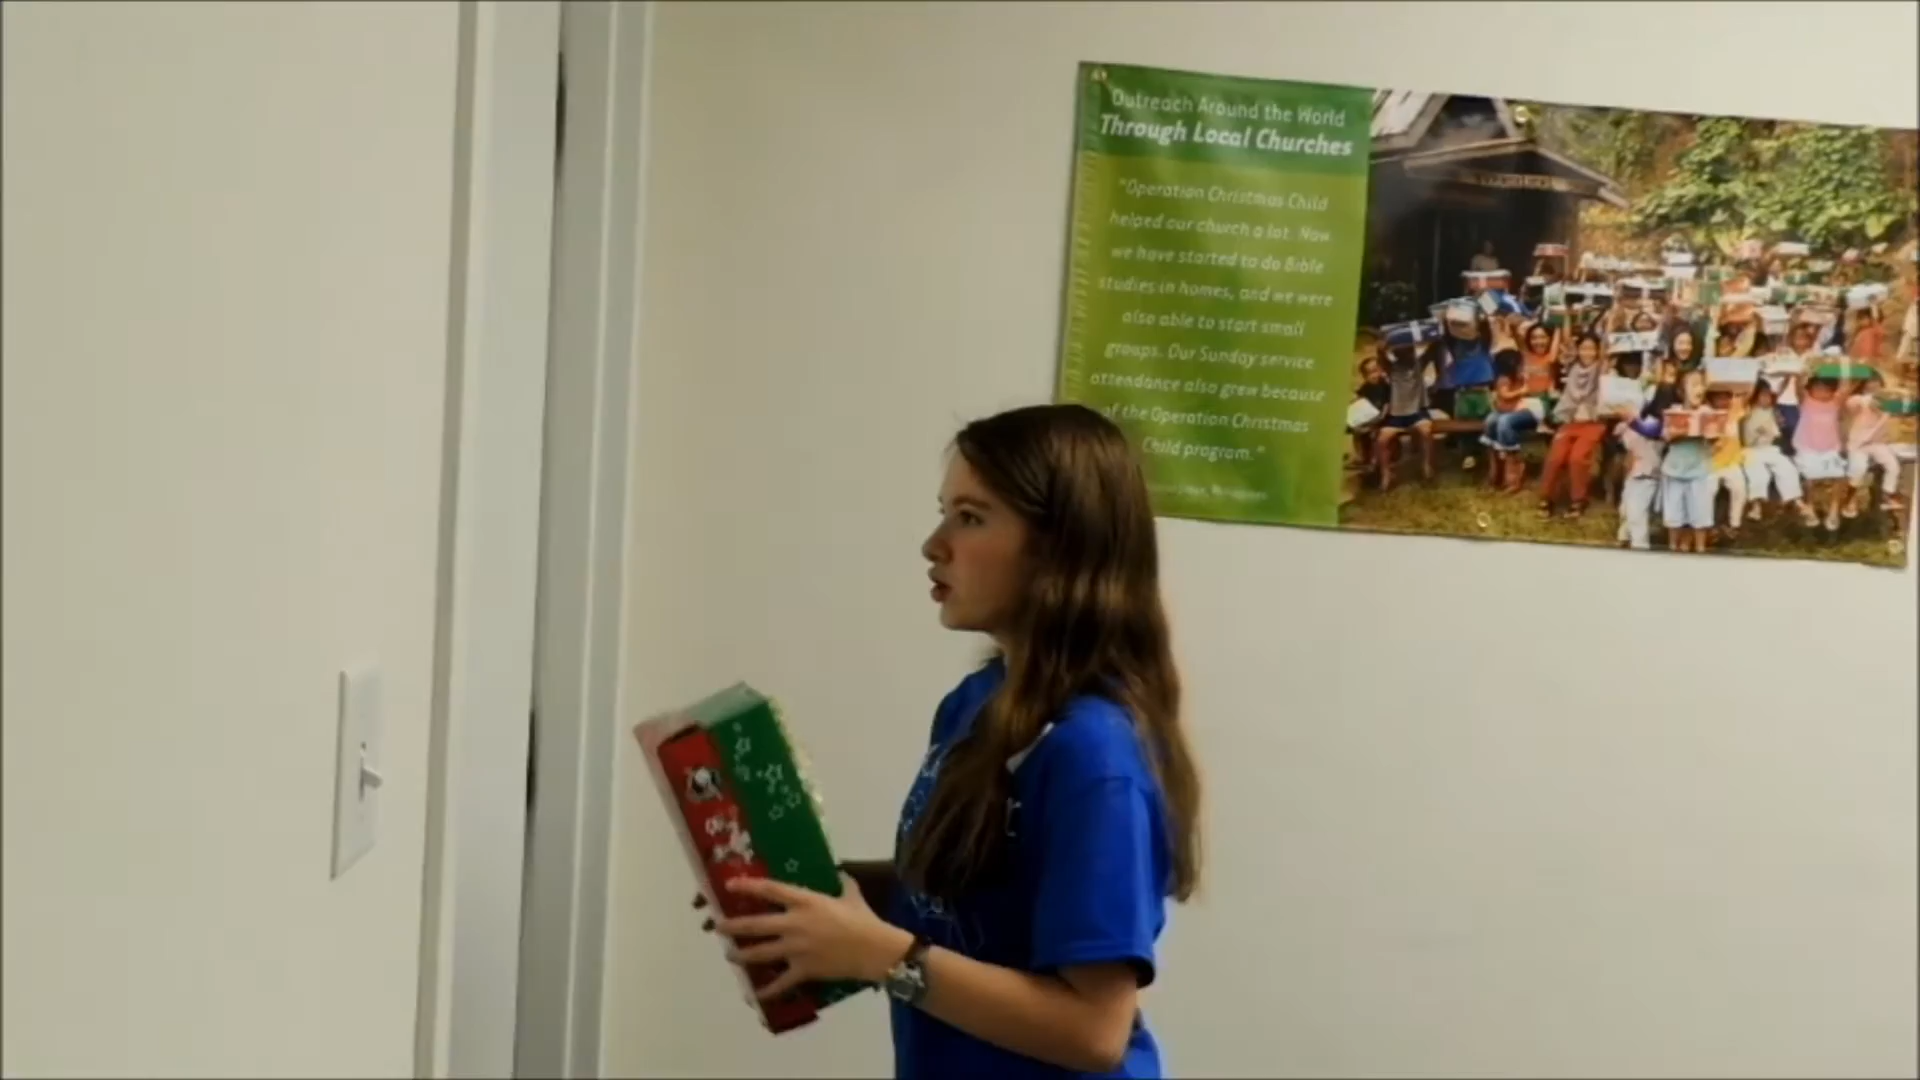 Outreach Around the World
Through Local Churches
"Operation Christmas Child
helped our church a lot. Now
we have started to do Bible
studies in homes, and we were
also able to start small
groups. Our Sunday service
attendance also grew because
of the Operation Christmas
Child program."